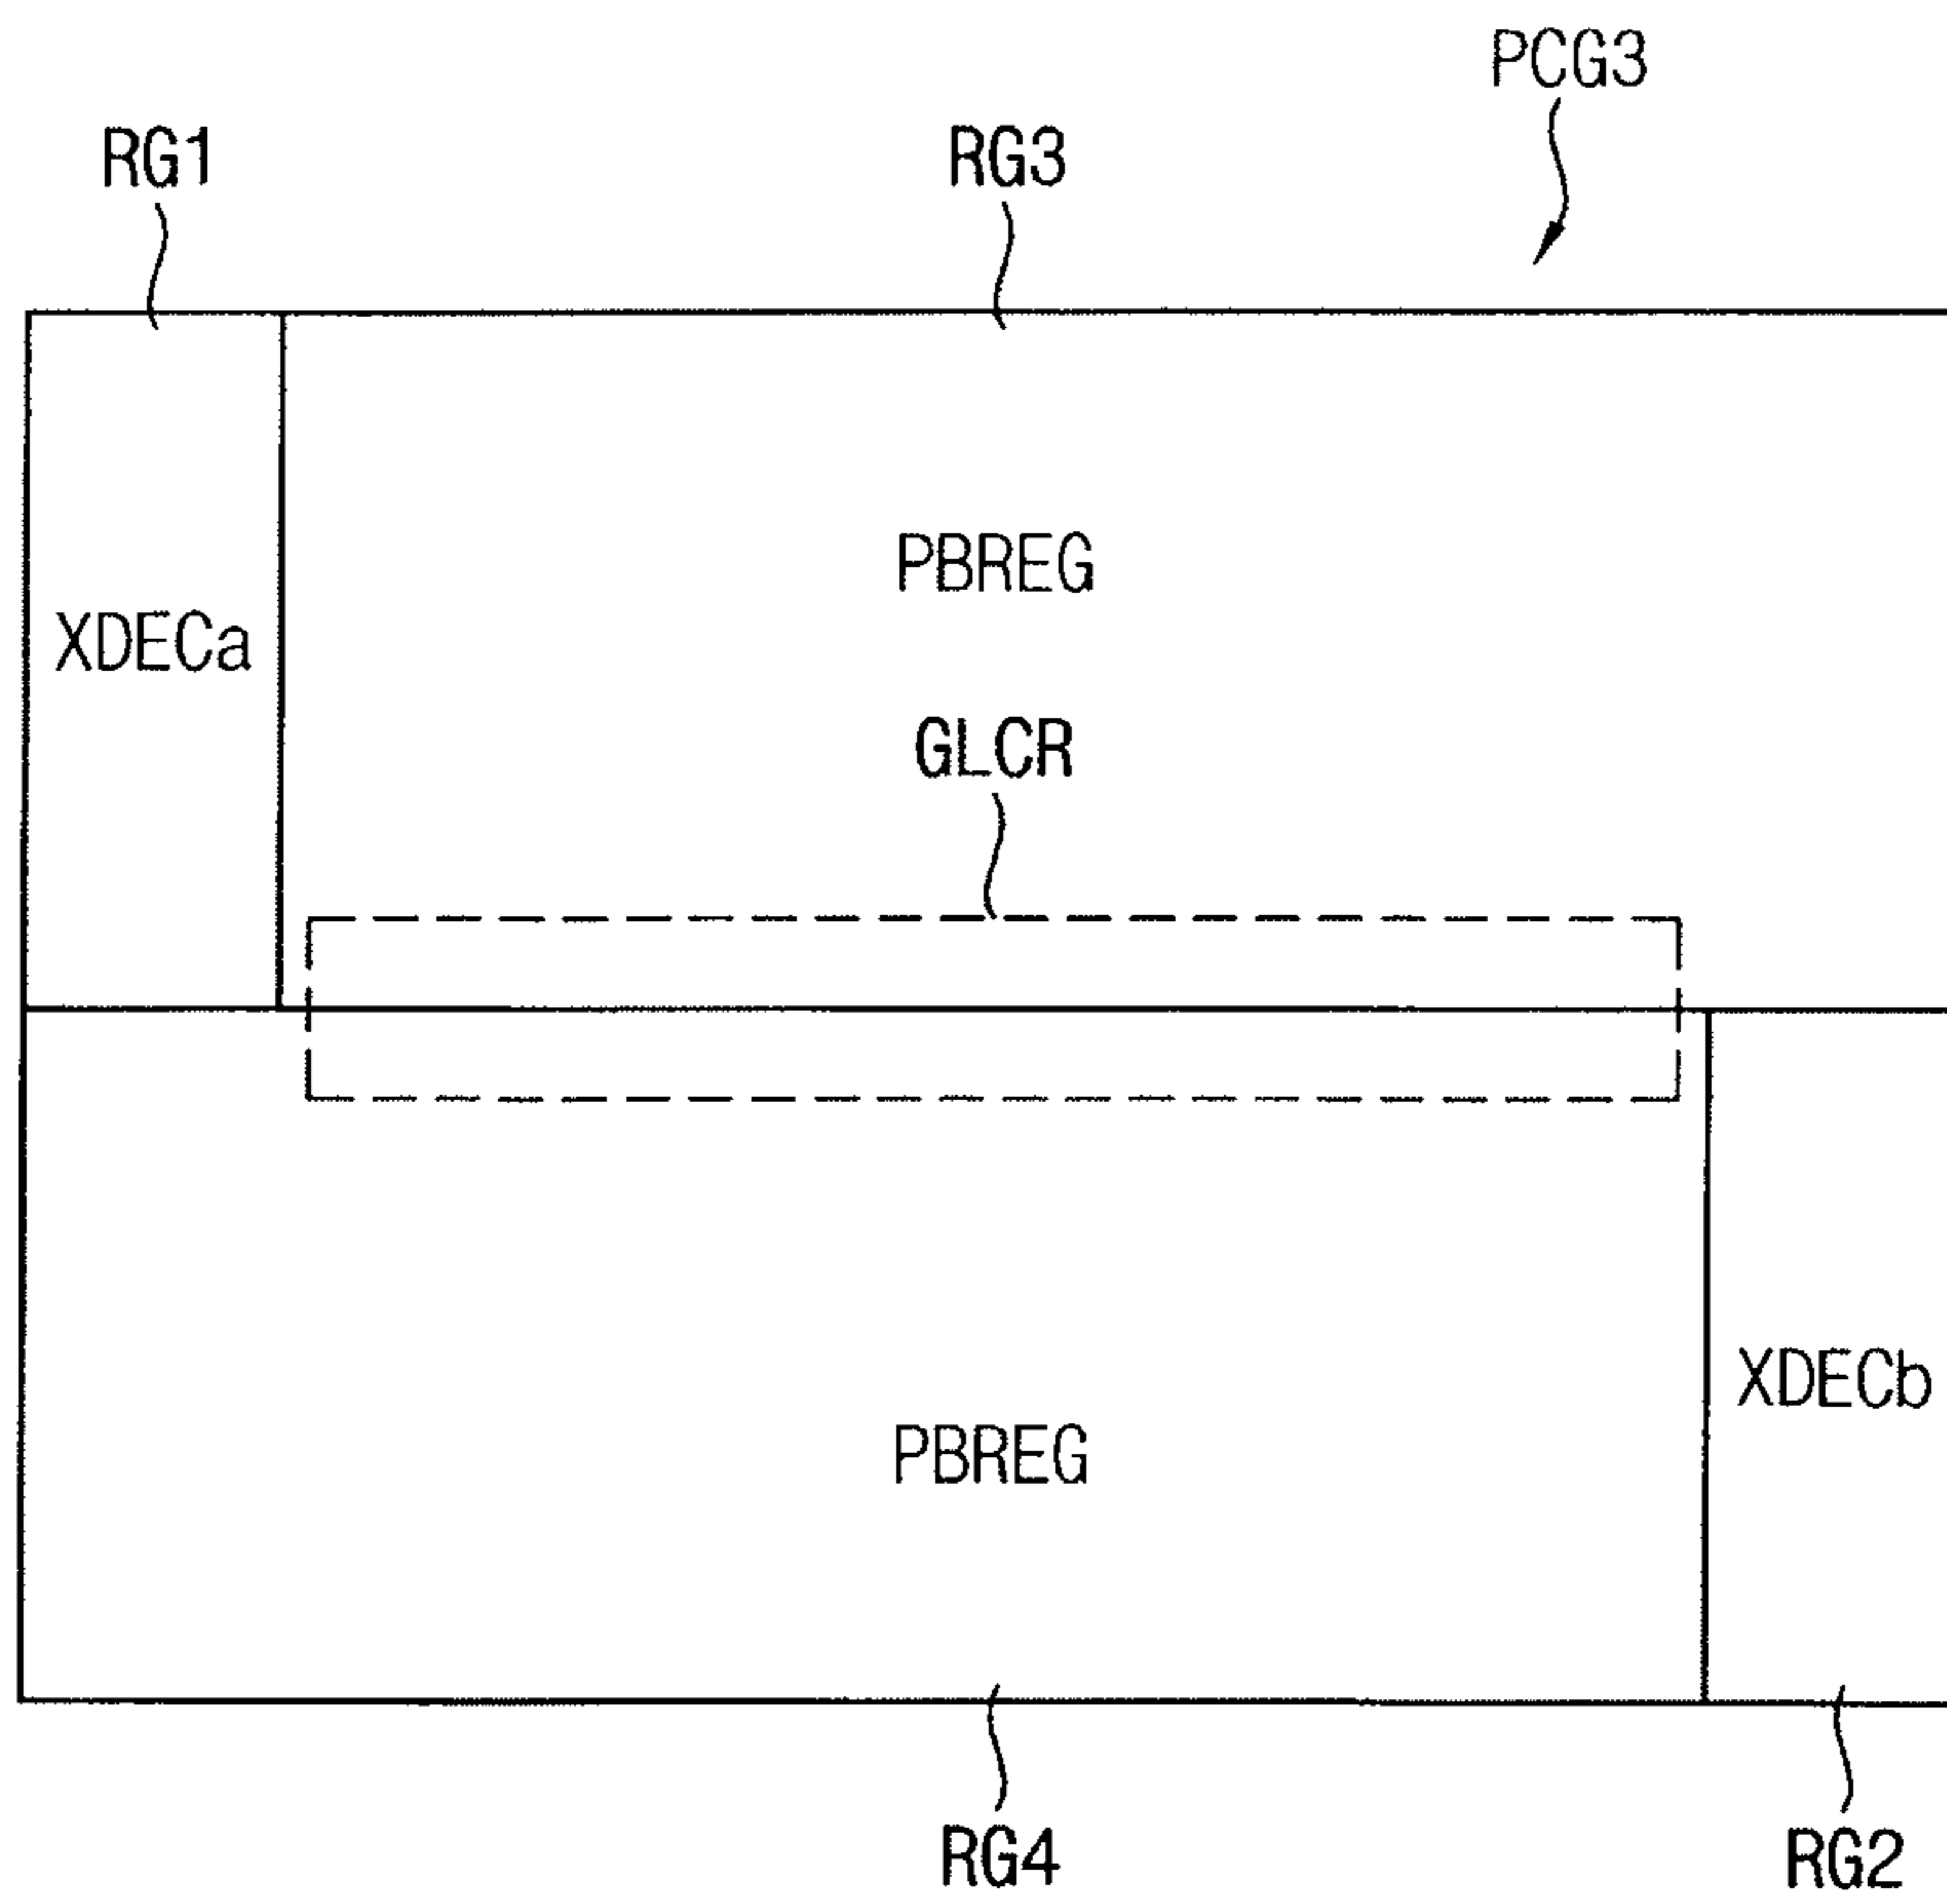 PCG3
RG1
RG3
PBREG
XDECa
GLCR
XDECb
PBREG
RG4
RG2